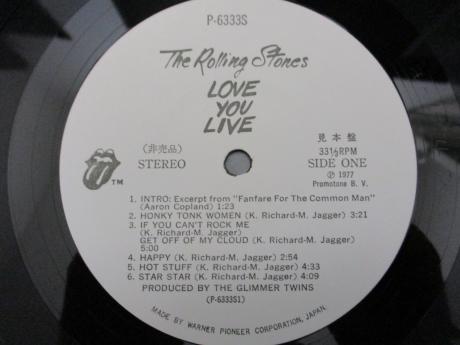 P-6333S
The Rolling Stones
LOVE
YOU
LIVE
(非売品)
STEREO
見本盤
33⅓RPM
SIDE ONE
Ⓟ 1977
Promotone B. V.
TM
1. INTRO: Excerpt from "Fanfare For The Common Man"
(Aaron Copland) 1:23
2. HONKY TONK WOMEN (K. Richard-M. Jagger) 3:21
3. IF YOU CAN'T ROCK ME
(K. Richard-M. Jagger)
GET OFF OF MY CLOUD (K. Richard-M. Jagger)
5:00
4. HAPPY (K. Richard-M. Jagger) 2:54
5. HOT STUFF (K. Richard-M. Jagger) 4:33
6. STAR STAR (K. Richard-M. Jagger) 4:09
PRODUCED BY THE GLIMMER TWINS
(P-6333S1)
MADE BY WARNER PIONEER CORPORATION, JAPAN.